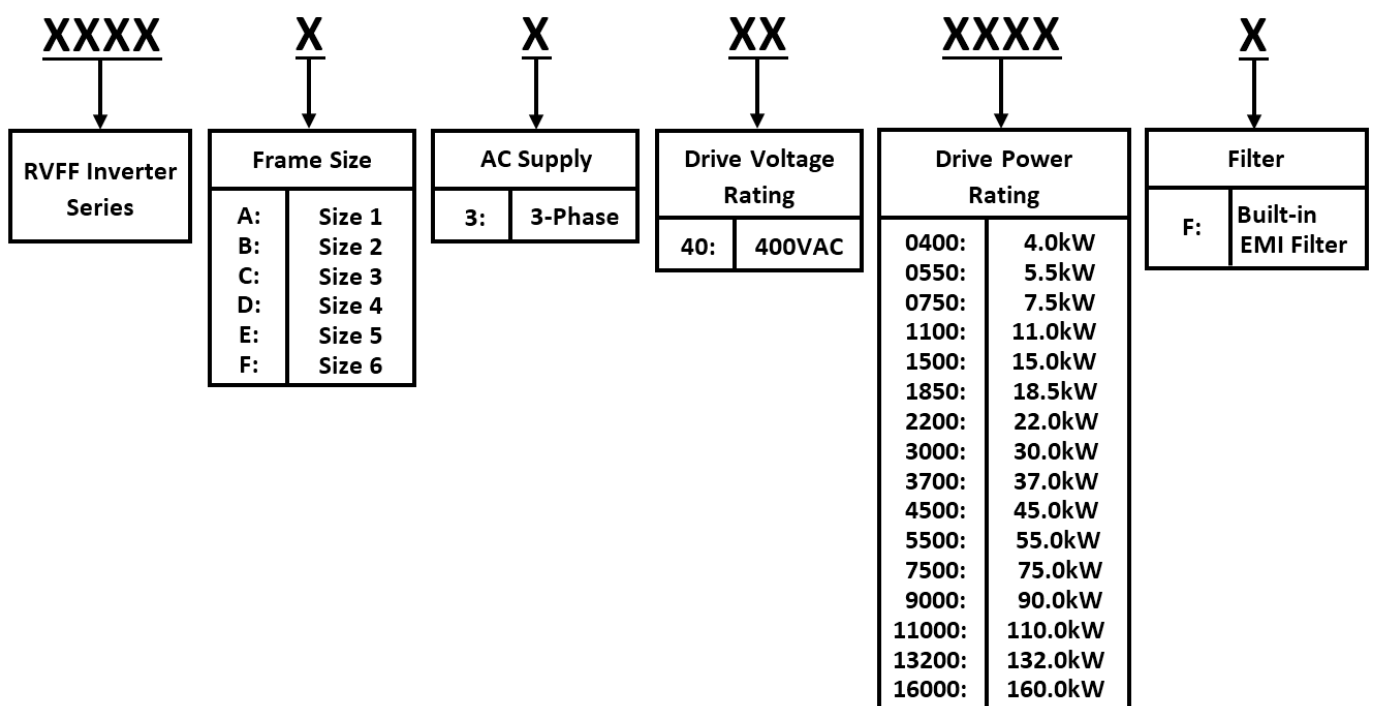 XXXX X X XX XXXX X
RVFF Inverter
Series
Frame Size
A: Size 1
B: Size 2
C: Size 3
D: Size 4
E: Size 5
F: Size 6
AC Supply
3: 3-Phase
Drive Voltage
Rating
40: 400VAC
Drive Power
Rating
0400: 4.0kW
0550: 5.5kW
0750: 7.5kW
1100: 11.0kW
1500: 15.0kW
1850: 18.5kW
2200: 22.0kW
3000: 30.0kW
3700: 37.0kW
4500: 45.0kW
5500: 55.0kW
7500: 75.0kW
9000: 90.0kW
11000: 110.0kW
13200: 132.0kW
16000: 160.0kW
Filter
F: Built-in
EMI Filter